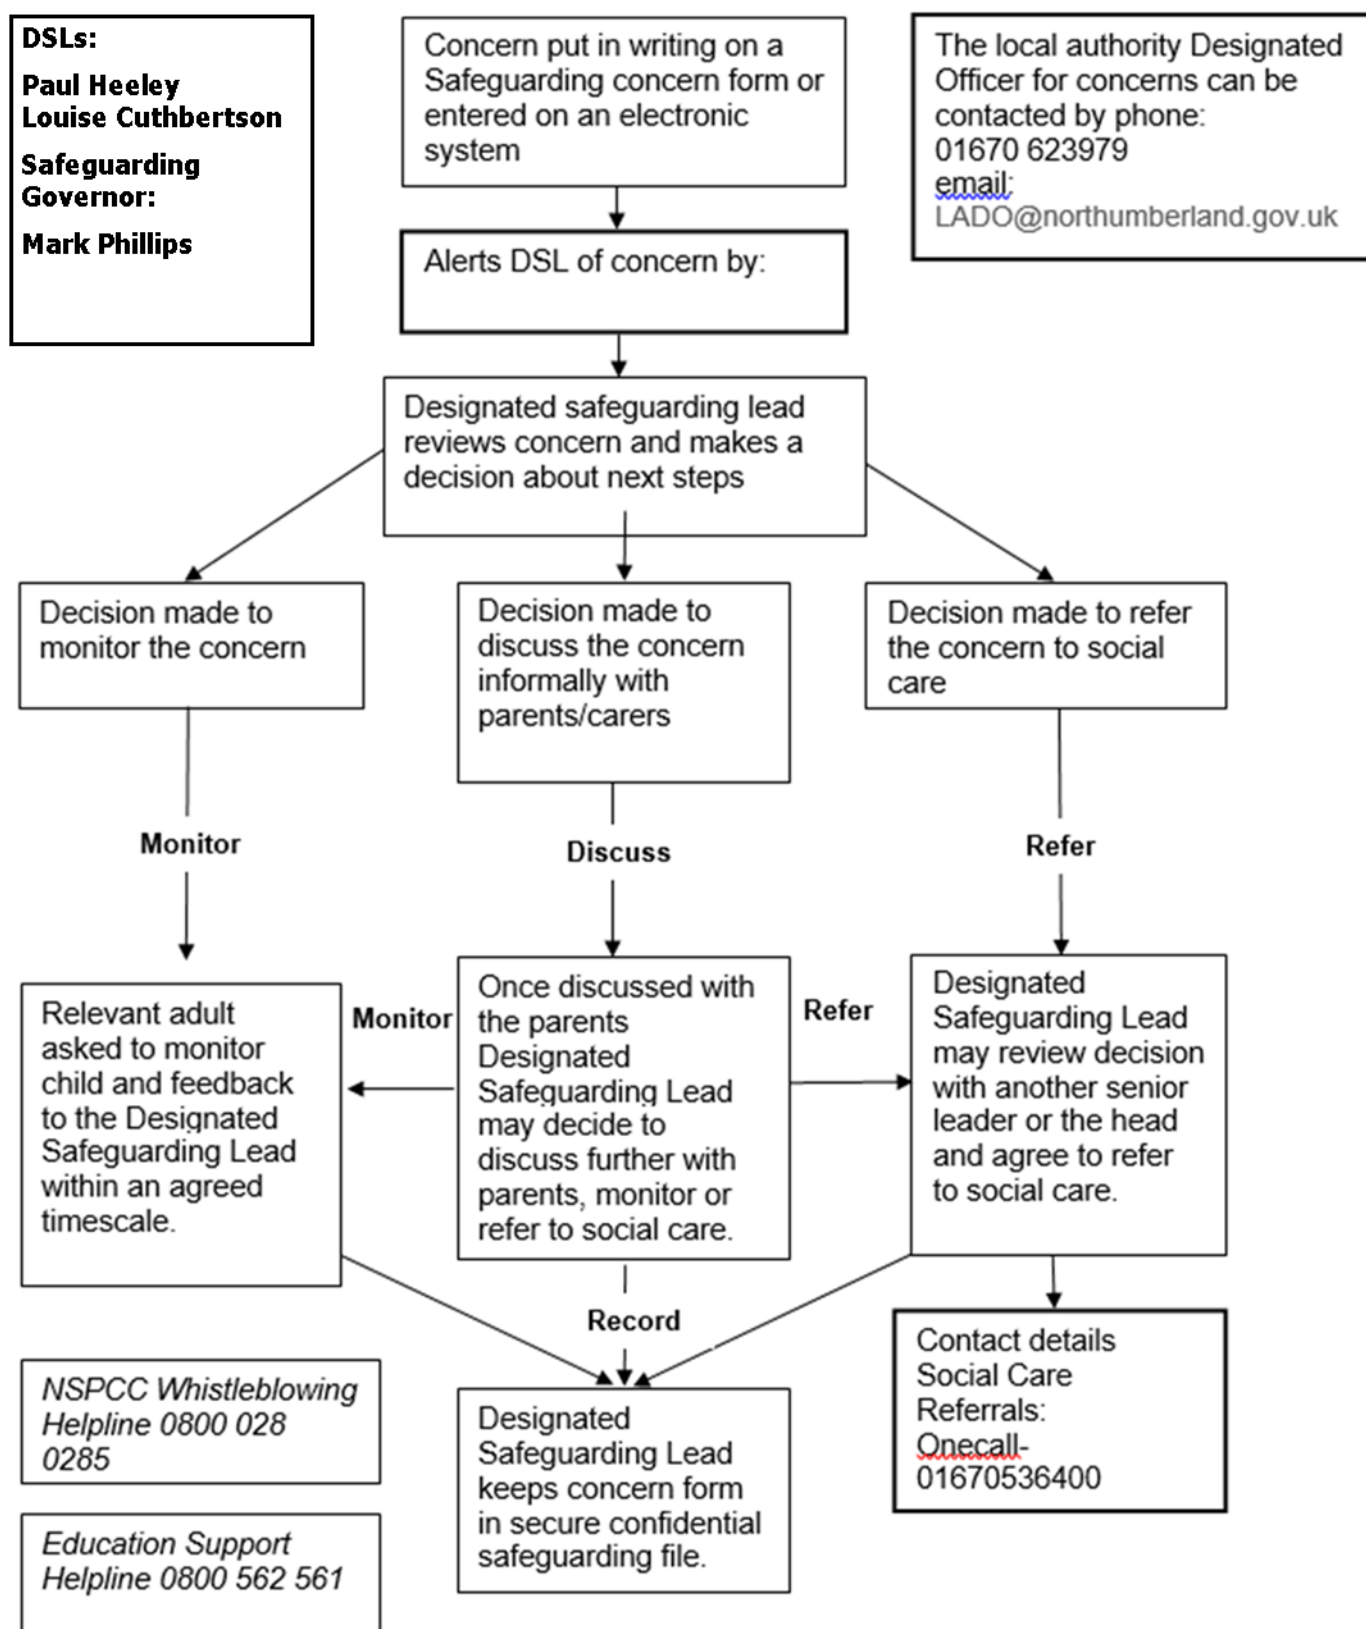 DSLs:
Paul Heeley
Louise Cuthbertson
Safeguarding
Governor:
Mark Phillips
Concern put in writing on a
Safeguarding concern form or
entered on an electronic
system
The local authority Designated
Officer for concerns can be
contacted by phone:
01670 623979
email:
LADO@northumberland.gov.uk
Alerts DSL of concern by:
Designated safeguarding lead
reviews concern and makes a
decision about next steps
Decision made to
monitor the concern
Decision made to
discuss the concern
informally with
parents/carers
Decision made to refer
the concern to social
care
Monitor
Discuss
Refer
Relevant adult
asked to monitor
child and feedback
to the Designated
Safeguarding Lead
within an agreed
timescale.
Monitor
Once discussed with
the parents
Designated
Safeguarding Lead
may decide to
discuss further with
parents, monitor or
refer to social care.
Refer
Designated
Safeguarding Lead
may review decision
with another senior
leader or the head
and agree to refer
to social care.
Record
NSPCC Whistleblowing
Helpline 0800 028
0285
Designated
Safeguarding Lead
keeps concern form
in secure confidential
safeguarding file.
Contact details
Social Care
Referrals:
Onecall-
01670536400
Education Support
Helpline 0800 562 561